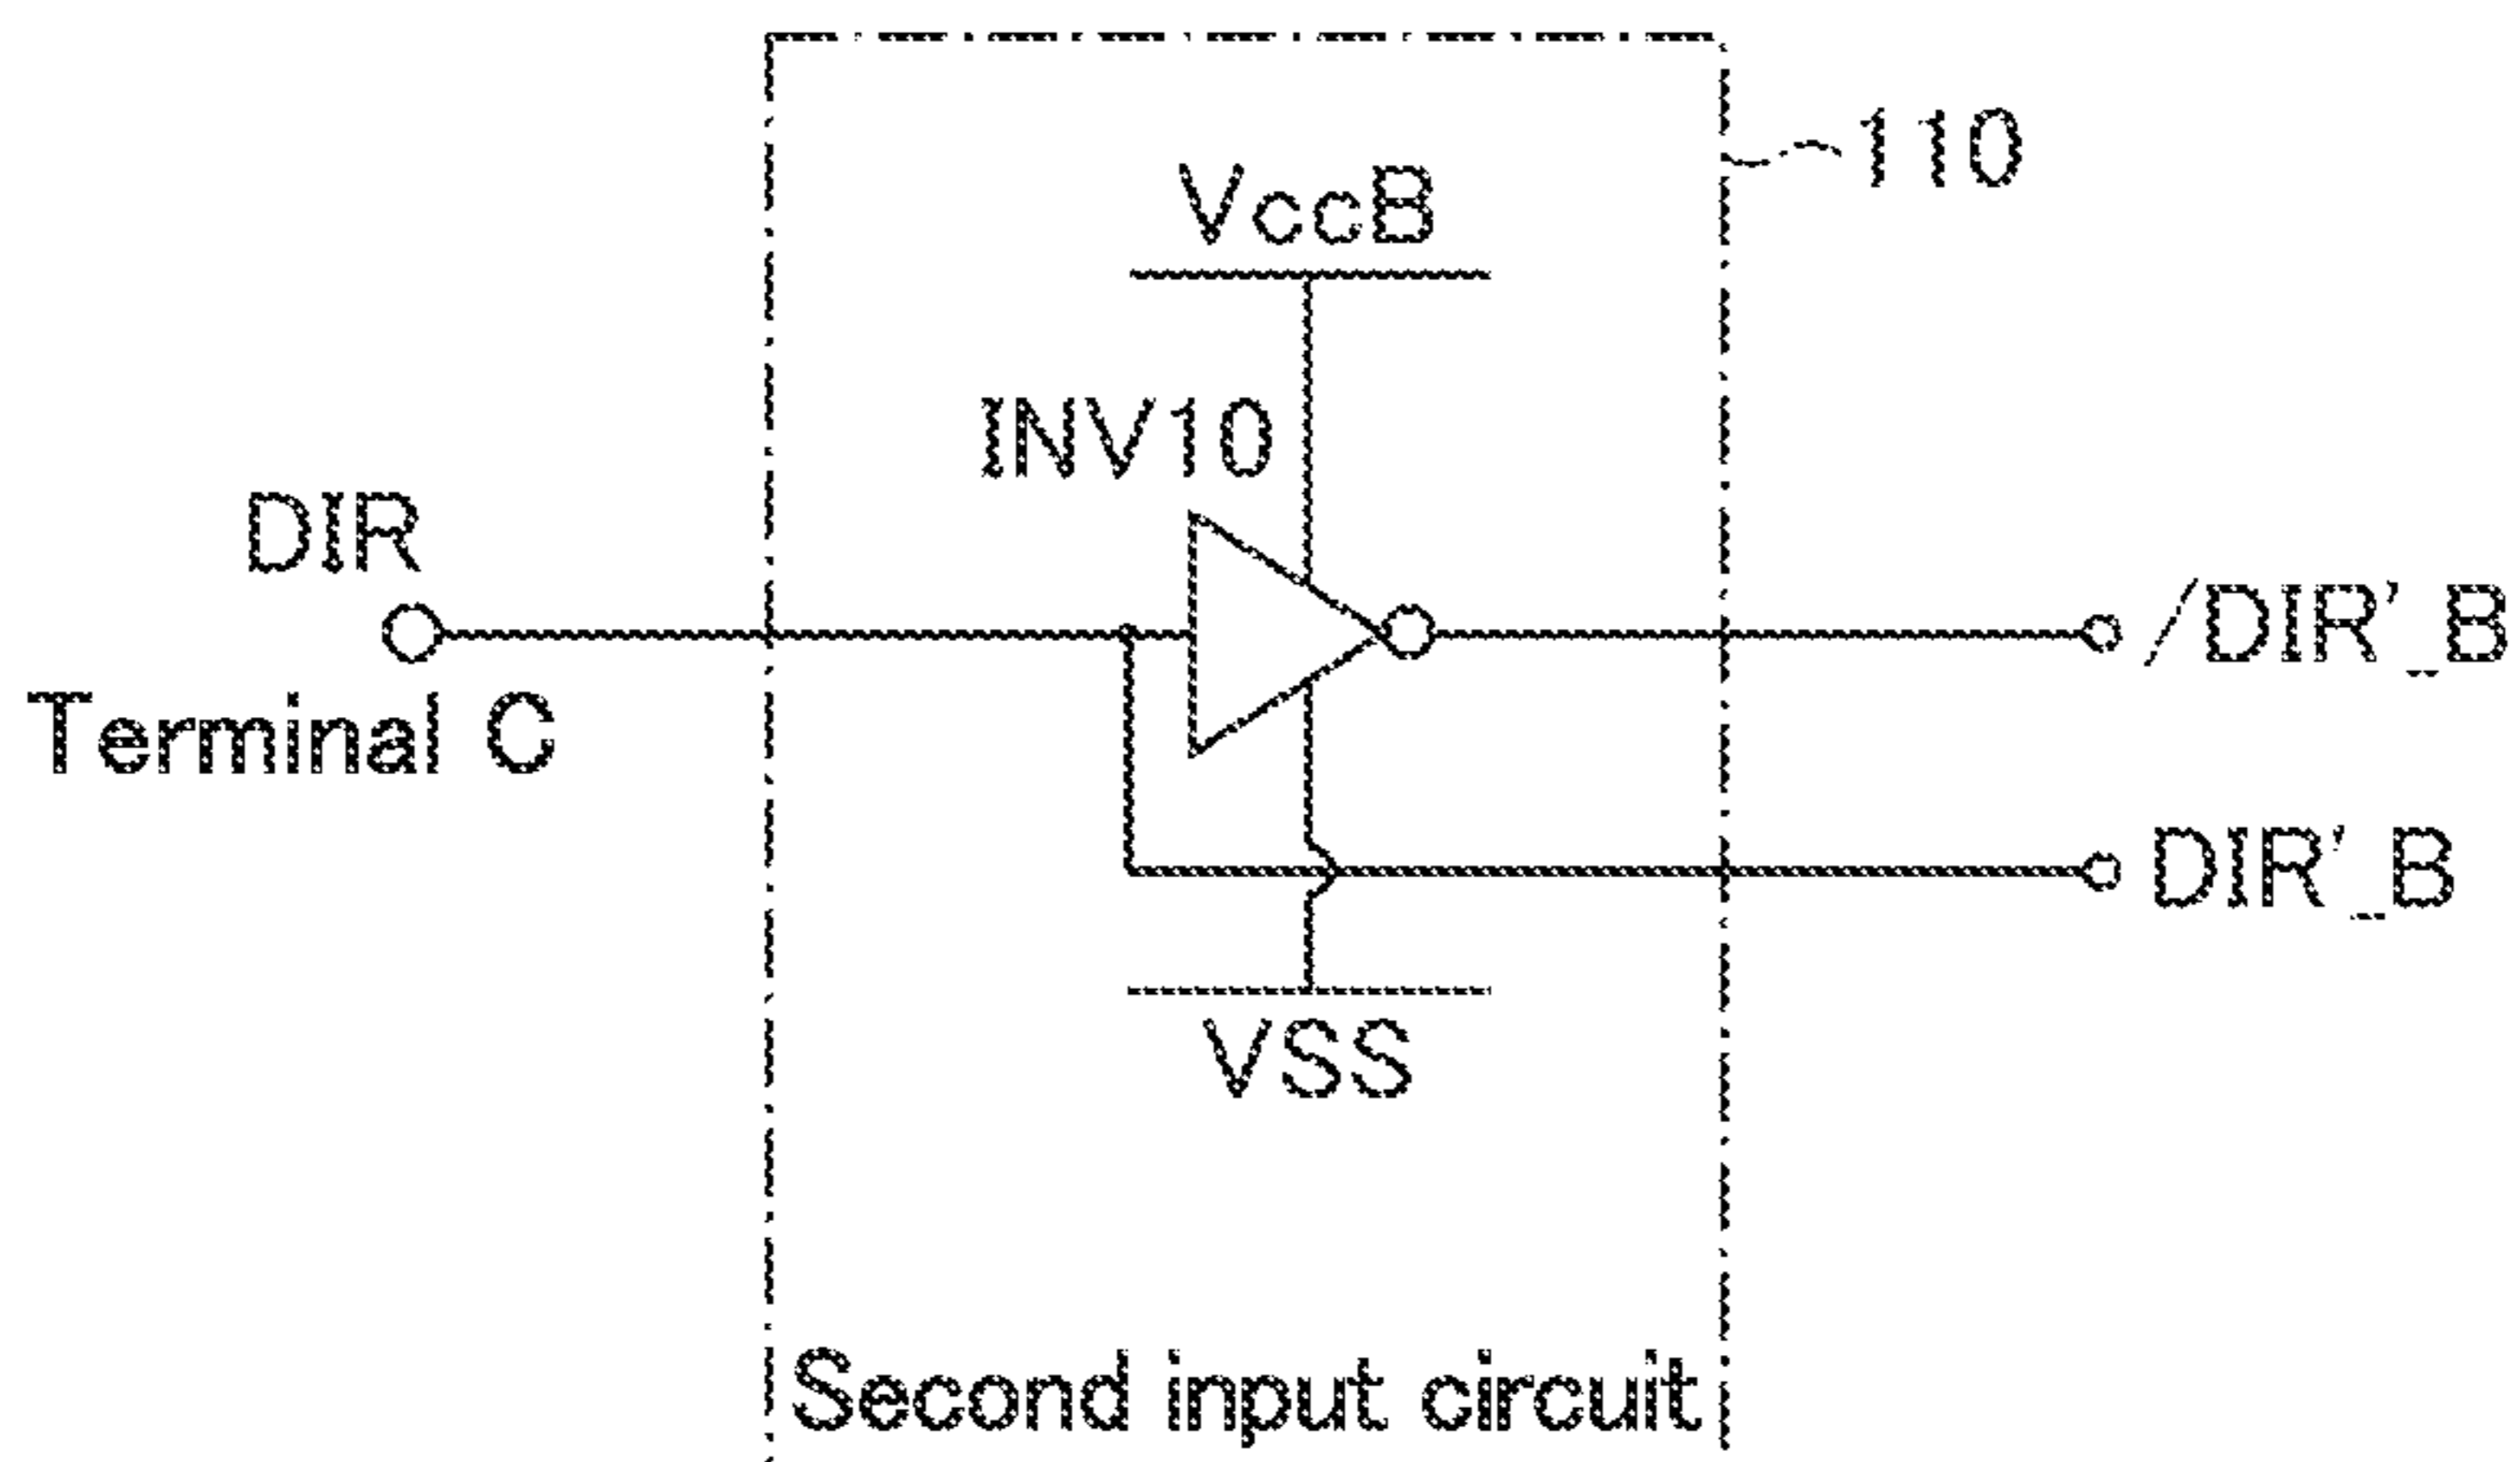 110
VccB
INV10
DIR
/DIR'_B
Terminal C
DIR'_B
VSS
Second input circuit